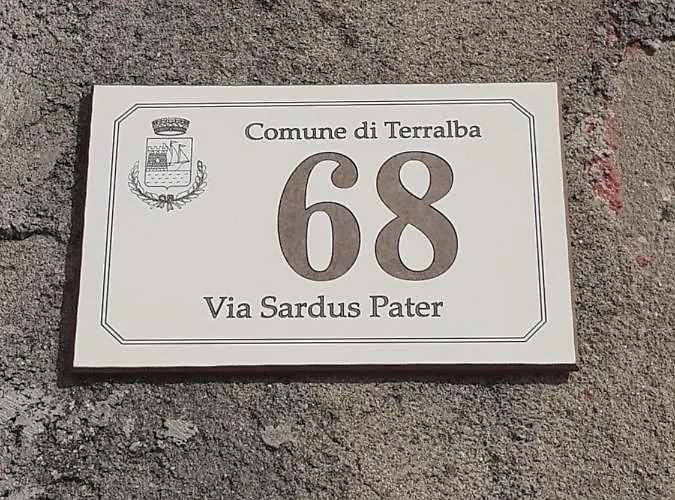 Comune di Terralba
68
Via Sardus Pater